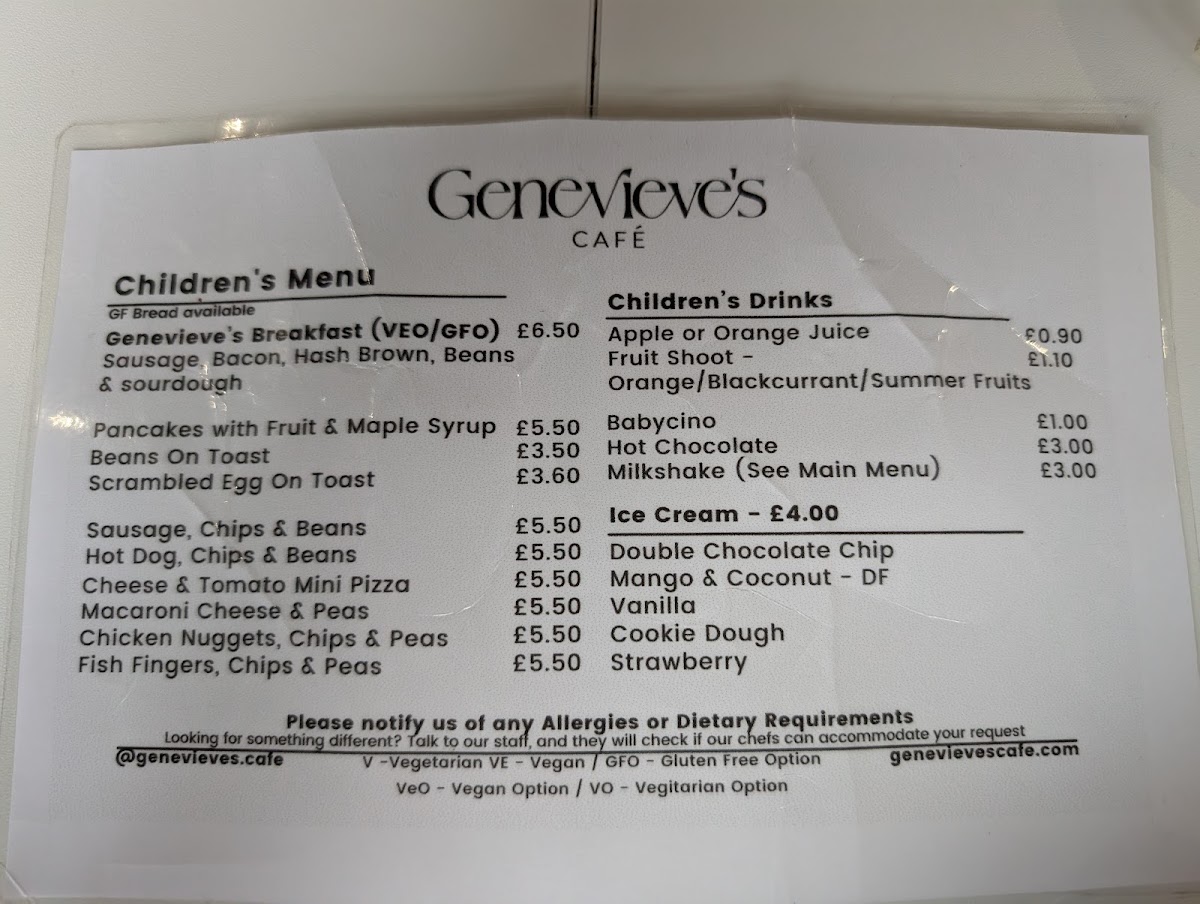 Genevieve's
CAFÉ
Children's Menu
GF Bread available
Genevieve's Breakfast (VEO/GFO) £6.50
Sausage, Bacon, Hash Brown, Beans
& sourdough
Pancakes with Fruit & Maple Syrup £5.50
Beans On Toast £3.50
Scrambled Egg On Toast £3.60
Sausage, Chips & Beans £5.50
Hot Dog, Chips & Beans £5.50
Cheese & Tomato Mini Pizza £5.50
Macaroni Cheese & Peas £5.50
Chicken Nuggets, Chips & Peas £5.50
Fish Fingers, Chips & Peas £5.50
Children's Drinks
Apple or Orange Juice £0.90
Fruit Shoot - £1.10
Orange/Blackcurrant/Summer Fruits
Babycino £1.00
Hot Chocolate £3.00
Milkshake (See Main Menu) £3.00
Ice Cream - £4.00
Double Chocolate Chip
Mango & Coconut - DF
Vanilla
Cookie Dough
Strawberry
Please notify us of any Allergies or Dietary Requirements
Looking for something different? Talk to our staff, and they will check if our chefs can accommodate your request
@genevieves.cafe V -Vegetarian VE - Vegan / GFO - Gluten Free Option genevievescafe.com
VeO - Vegan Option / VO - Vegitarian Option